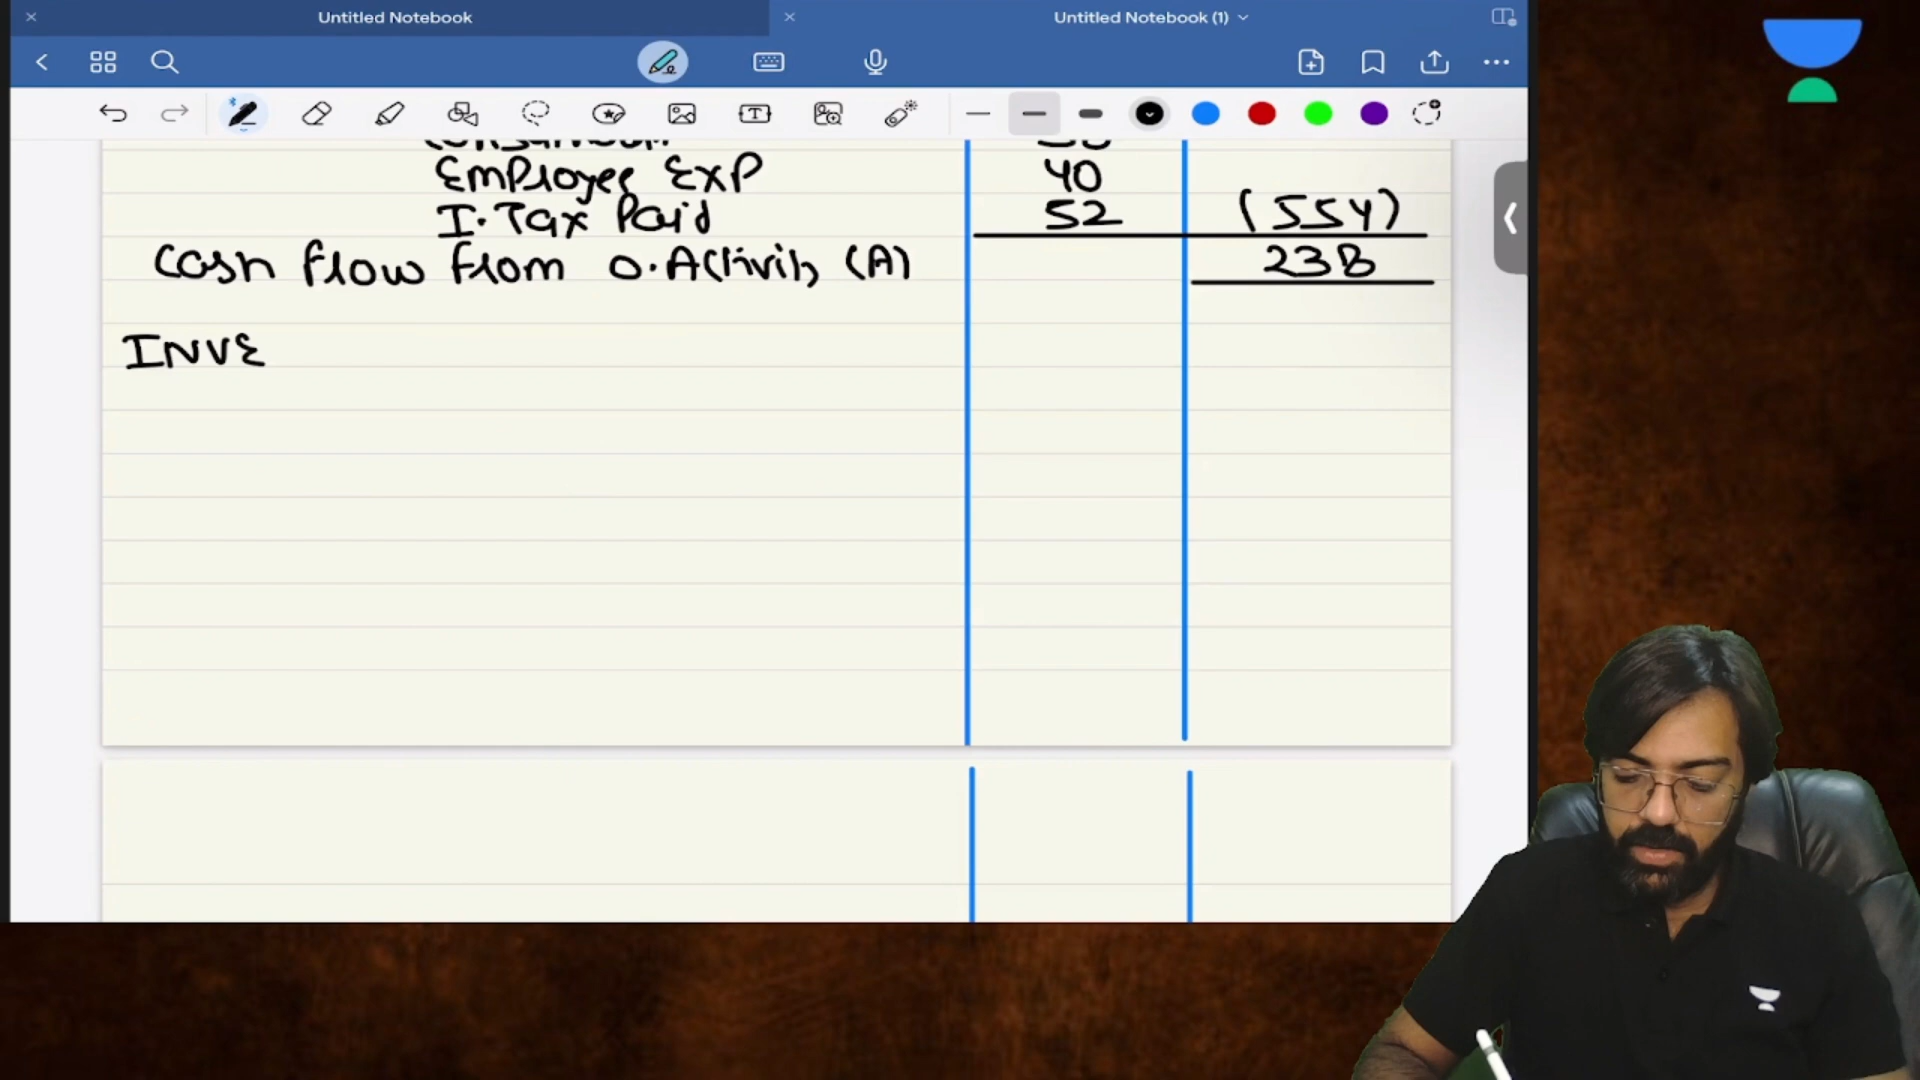 Untitled Notebook
Untitled Notebook (1)
Employee Exp 40
I. Tax Paid 52 (554)
Cash flow from O. Activity (A) 238
INVE